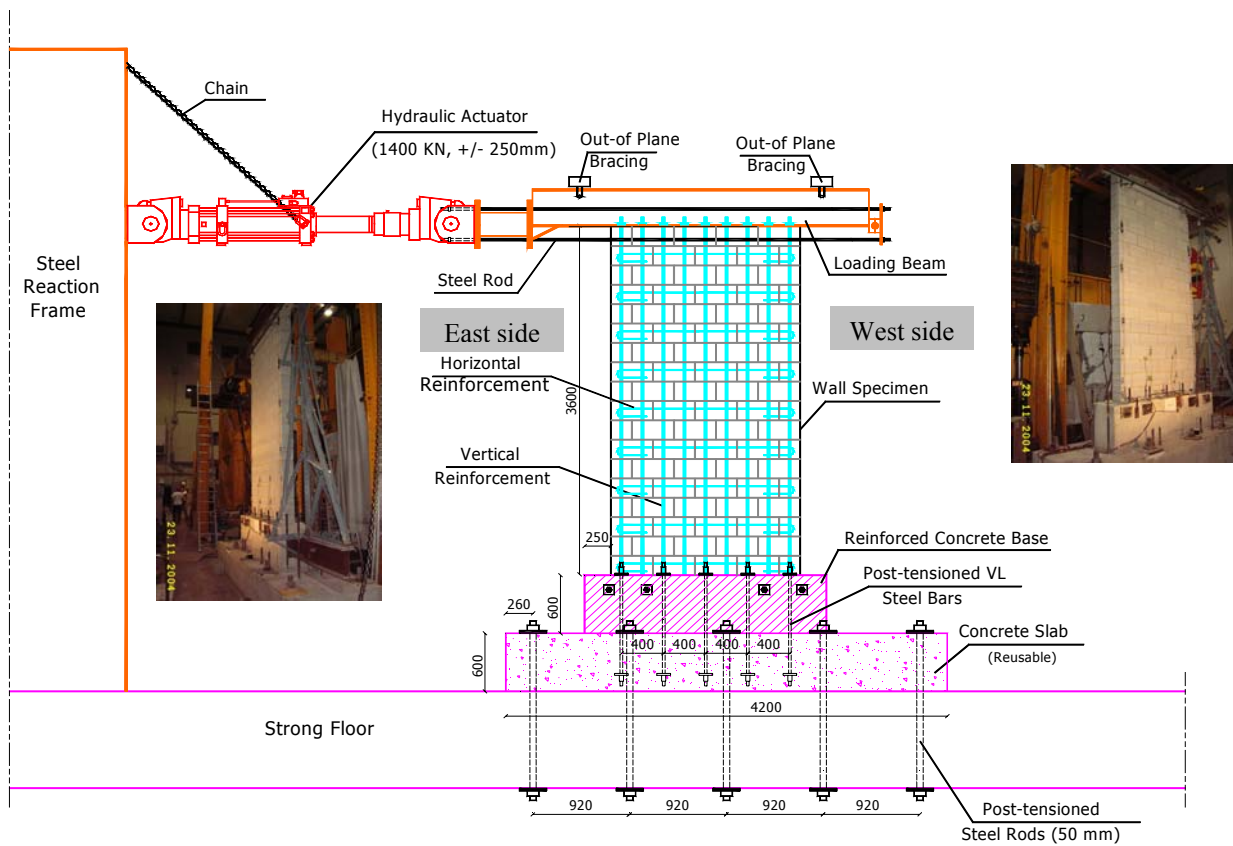 Chain
Hydraulic Actuator
(1400 KN, +/- 250mm)
Out-of Plane
Bracing
Out-of Plane
Bracing
Steel
Reaction
Frame
Steel Rod
Loading Beam
East side
West side
Horizontal
Reinforcement
3600
Wall Specimen
Vertical
Reinforcement
23.11.2004
23.11.2004
250
Reinforced Concrete Base
Post-tensioned VL
Steel Bars
260
600
400
400
400
400
Concrete Slab
(Reusable)
600
4200
Strong Floor
920
920
920
920
Post-tensioned
Steel Rods (50 mm)